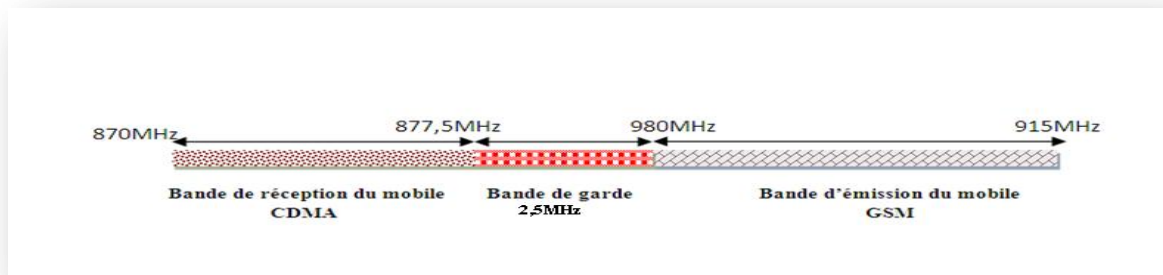 870MHz
877,5MHz
980MHz
915MHz
Bande de réception du mobile
CDMA
Bande de garde
2,5MHz
Bande d'émission du mobile
GSM